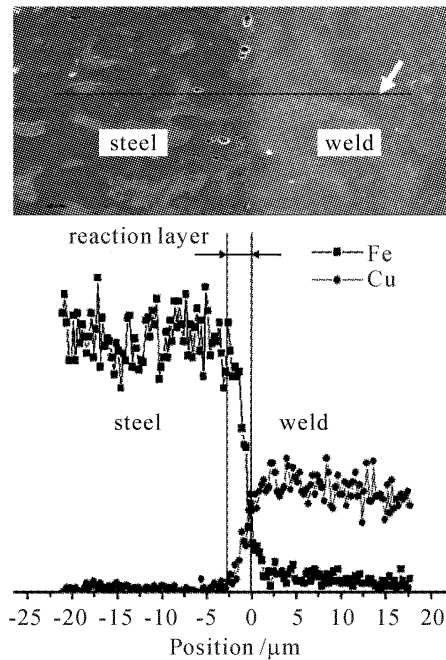 steel weld
reaction layer
Fe
Cu
steel weld
-25 -20 -15 -10 -5 0 5 10 15 20
Position /μm